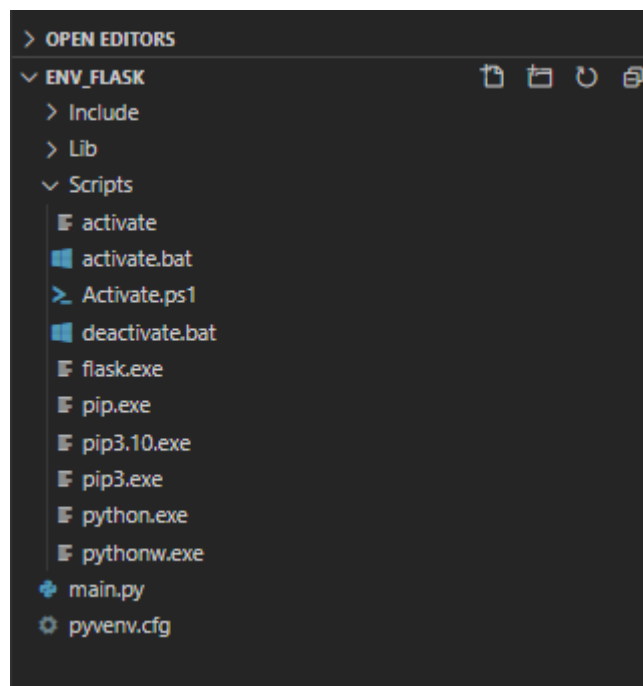 OPEN EDITORS
ENV_FLASK
Include
Lib
Scripts
activate
activate.bat
Activate.ps1
deactivate.bat
flask.exe
pip.exe
pip3.10.exe
pip3.exe
python.exe
pythonw.exe
main.py
pyvenv.cfg